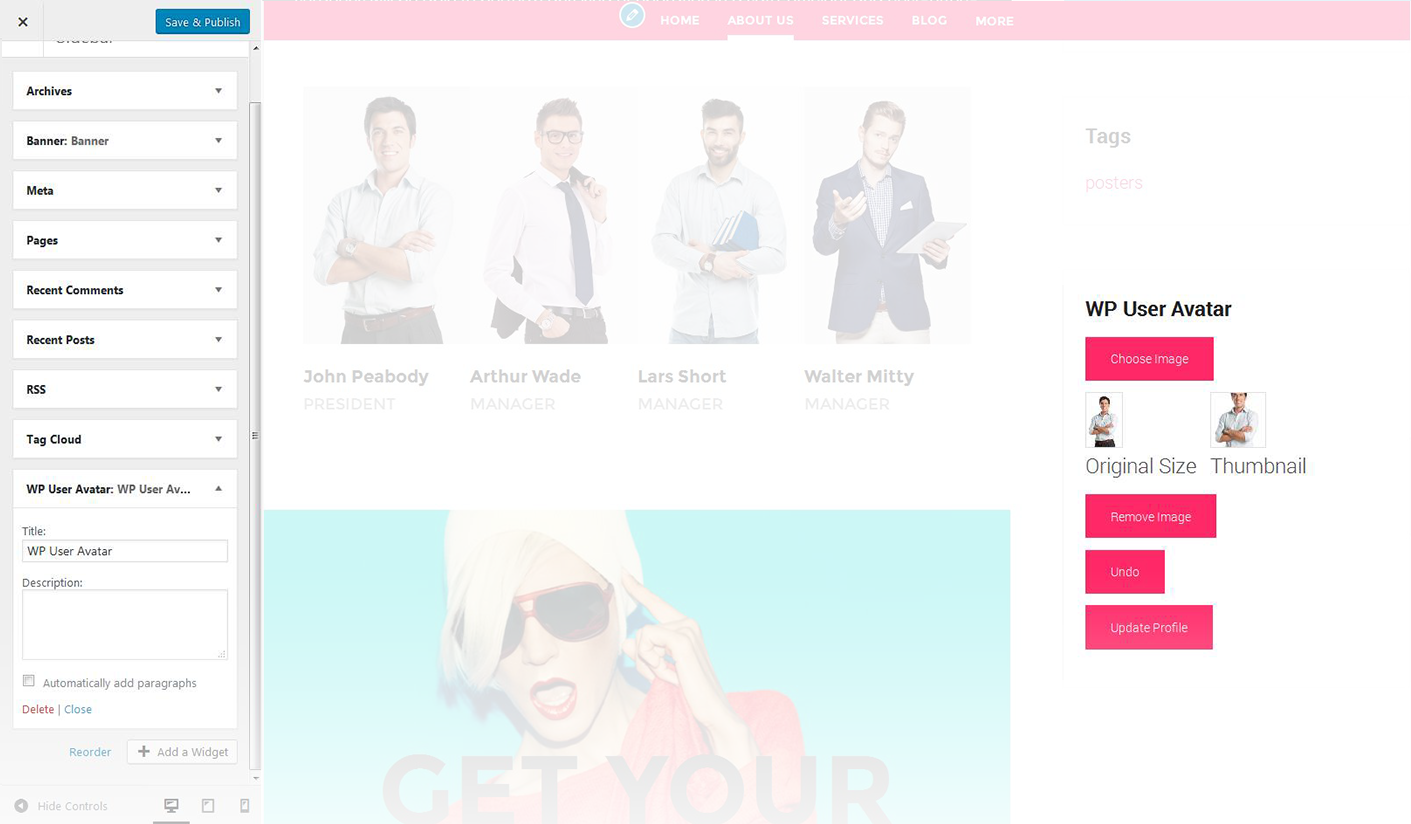 Save & Publish
Sidebar
Archives
Banner: Banner
Meta
Pages
Recent Comments
Recent Posts
RSS
Tag Cloud
WP User Avatar: WP User Av...
Title:
WP User Avatar
Description:
Automatically add paragraphs
Delete | Close
Reorder
Add a Widget
Hide Controls
HOME ABOUT US SERVICES BLOG MORE
John Peabody
PRESIDENT
Arthur Wade
MANAGER
Lars Short
MANAGER
Walter Mitty
MANAGER
GET YOUR
Tags
posters
WP User Avatar
Choose Image
Original Size Thumbnail
Remove Image
Undo
Update Profile